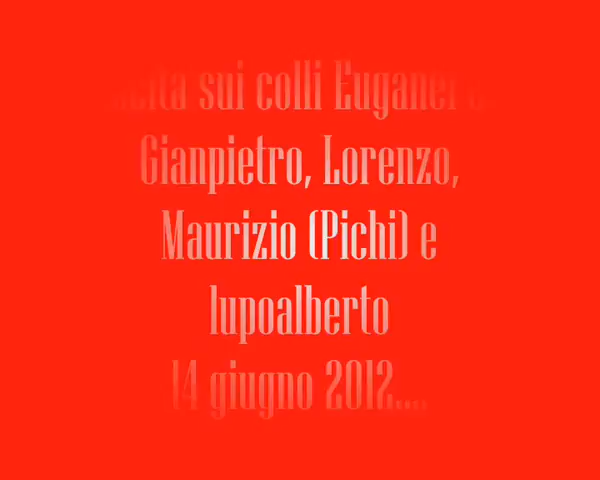 sui colli Euganei
Gianpietro, Lorenzo,
Maurizio (Pichi) e
lupoalberto
14 giugno 2012....